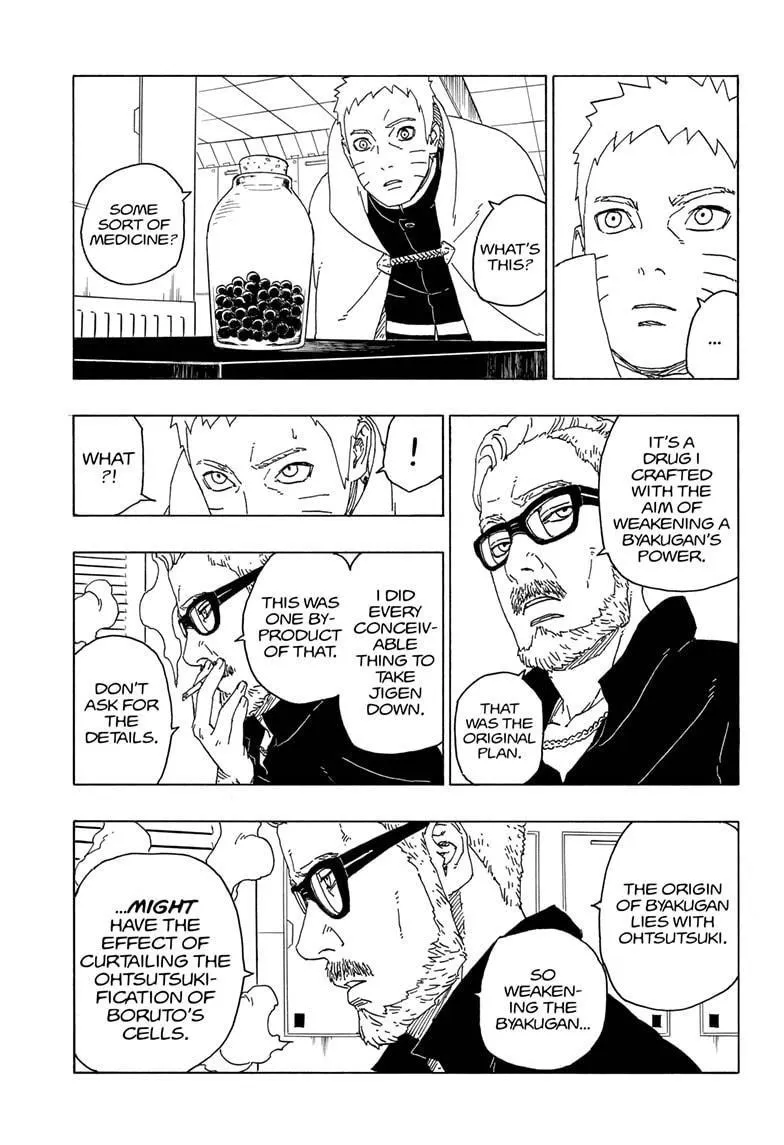 ...
WHAT'S
THIS?
SOME
SORT OF
MEDICINE?
IT'S A
DRUG I
CRAFTED
WITH THE
AIM OF
WEAKENING A
BYAKUGAN'S
POWER.
THAT
WAS THE
ORIGINAL
PLAN.
!
WHAT
?!
I DID
EVERY
CONCEIV-
ABLE
THING TO
TAKE
JIGEN
DOWN.
THIS WAS
ONE BY-
PRODUCT
OF THAT.
DON'T
ASK FOR
THE
DETAILS.
THE ORIGIN
OF BYAKUGAN
LIES WITH
OHTSUTSUKI.
SO
WEAKEN-
ING THE
BYAKUGAN...
...MIGHT
HAVE THE
EFFECT OF
CURTAILING THE
OHTSUTSUKI-
FICATION OF
BORUTO'S
CELLS.